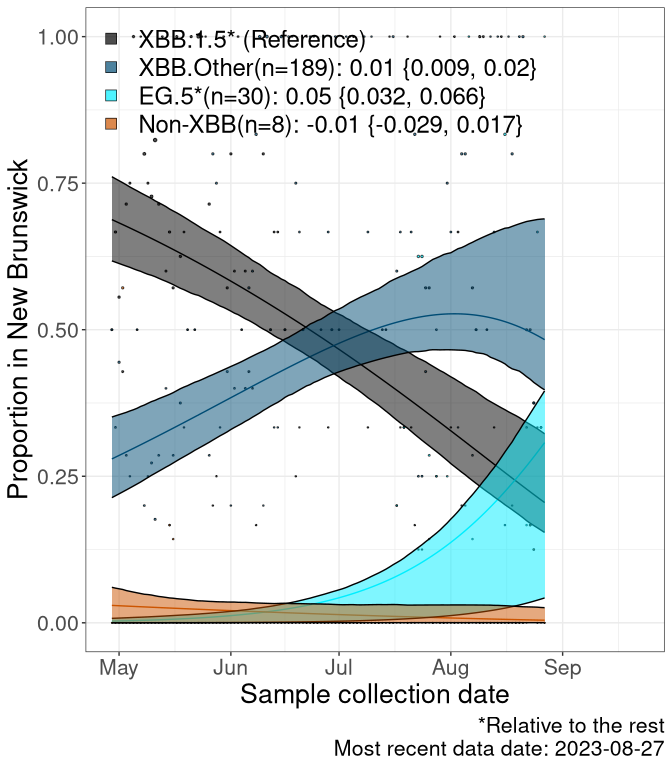 XBB.1.5* (Reference)
XBB.Other(n=189): 0.01 {0.009, 0.02}
EG.5*(n=30): 0.05 {0.032, 0.066}
Non-XBB(n=8): -0.01 {-0.029, 0.017}
Proportion in New Brunswick
1.00
0.75
0.50
0.25
0.00
May Jun Jul Aug Sep
Sample collection date
*Relative to the rest
Most recent data date: 2023-08-27